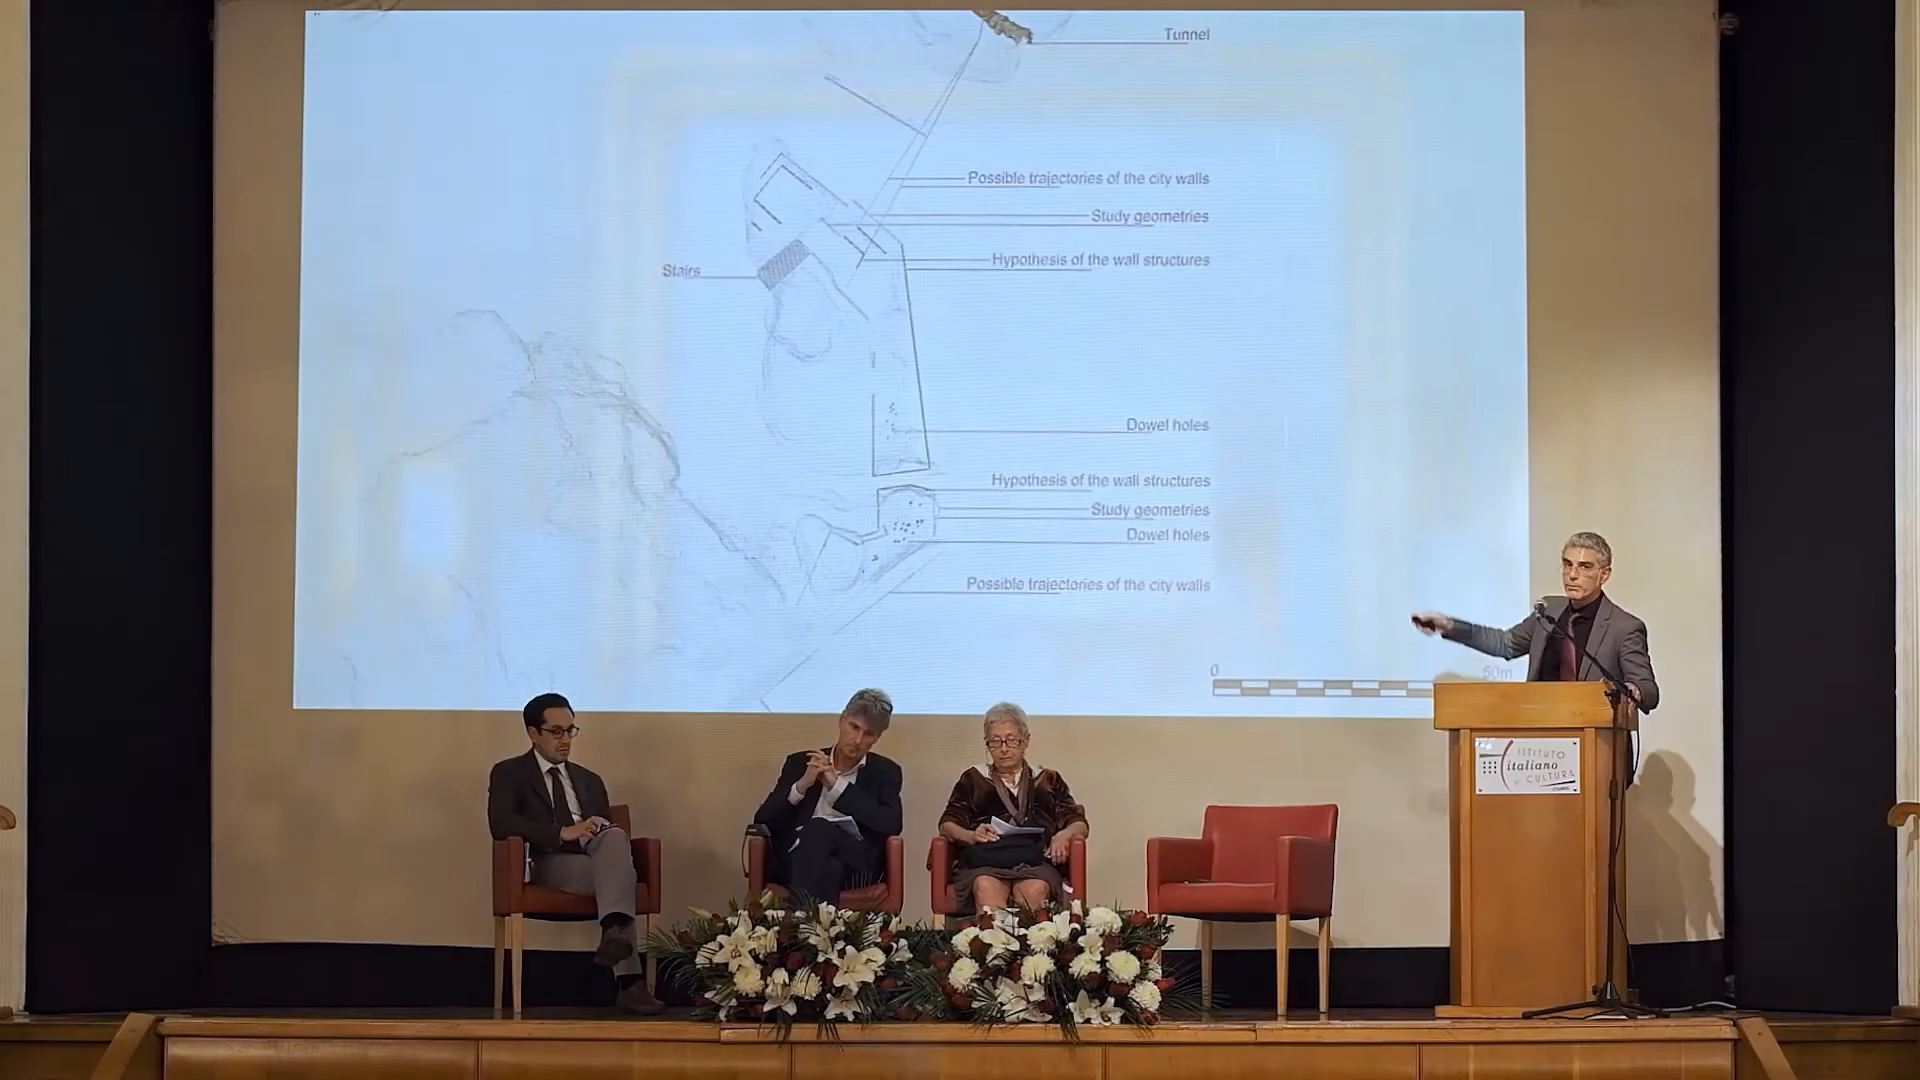 Tunnel
Possible trajectories of the city walls
Study geometries
Stairs
Hypothesis of the wall structures
Dowel holes
Hypothesis of the wall structures
Study geometries
Dowel holes
Possible trajectories of the city walls
0 50m
ISTITUTO
italiano
CULTURA